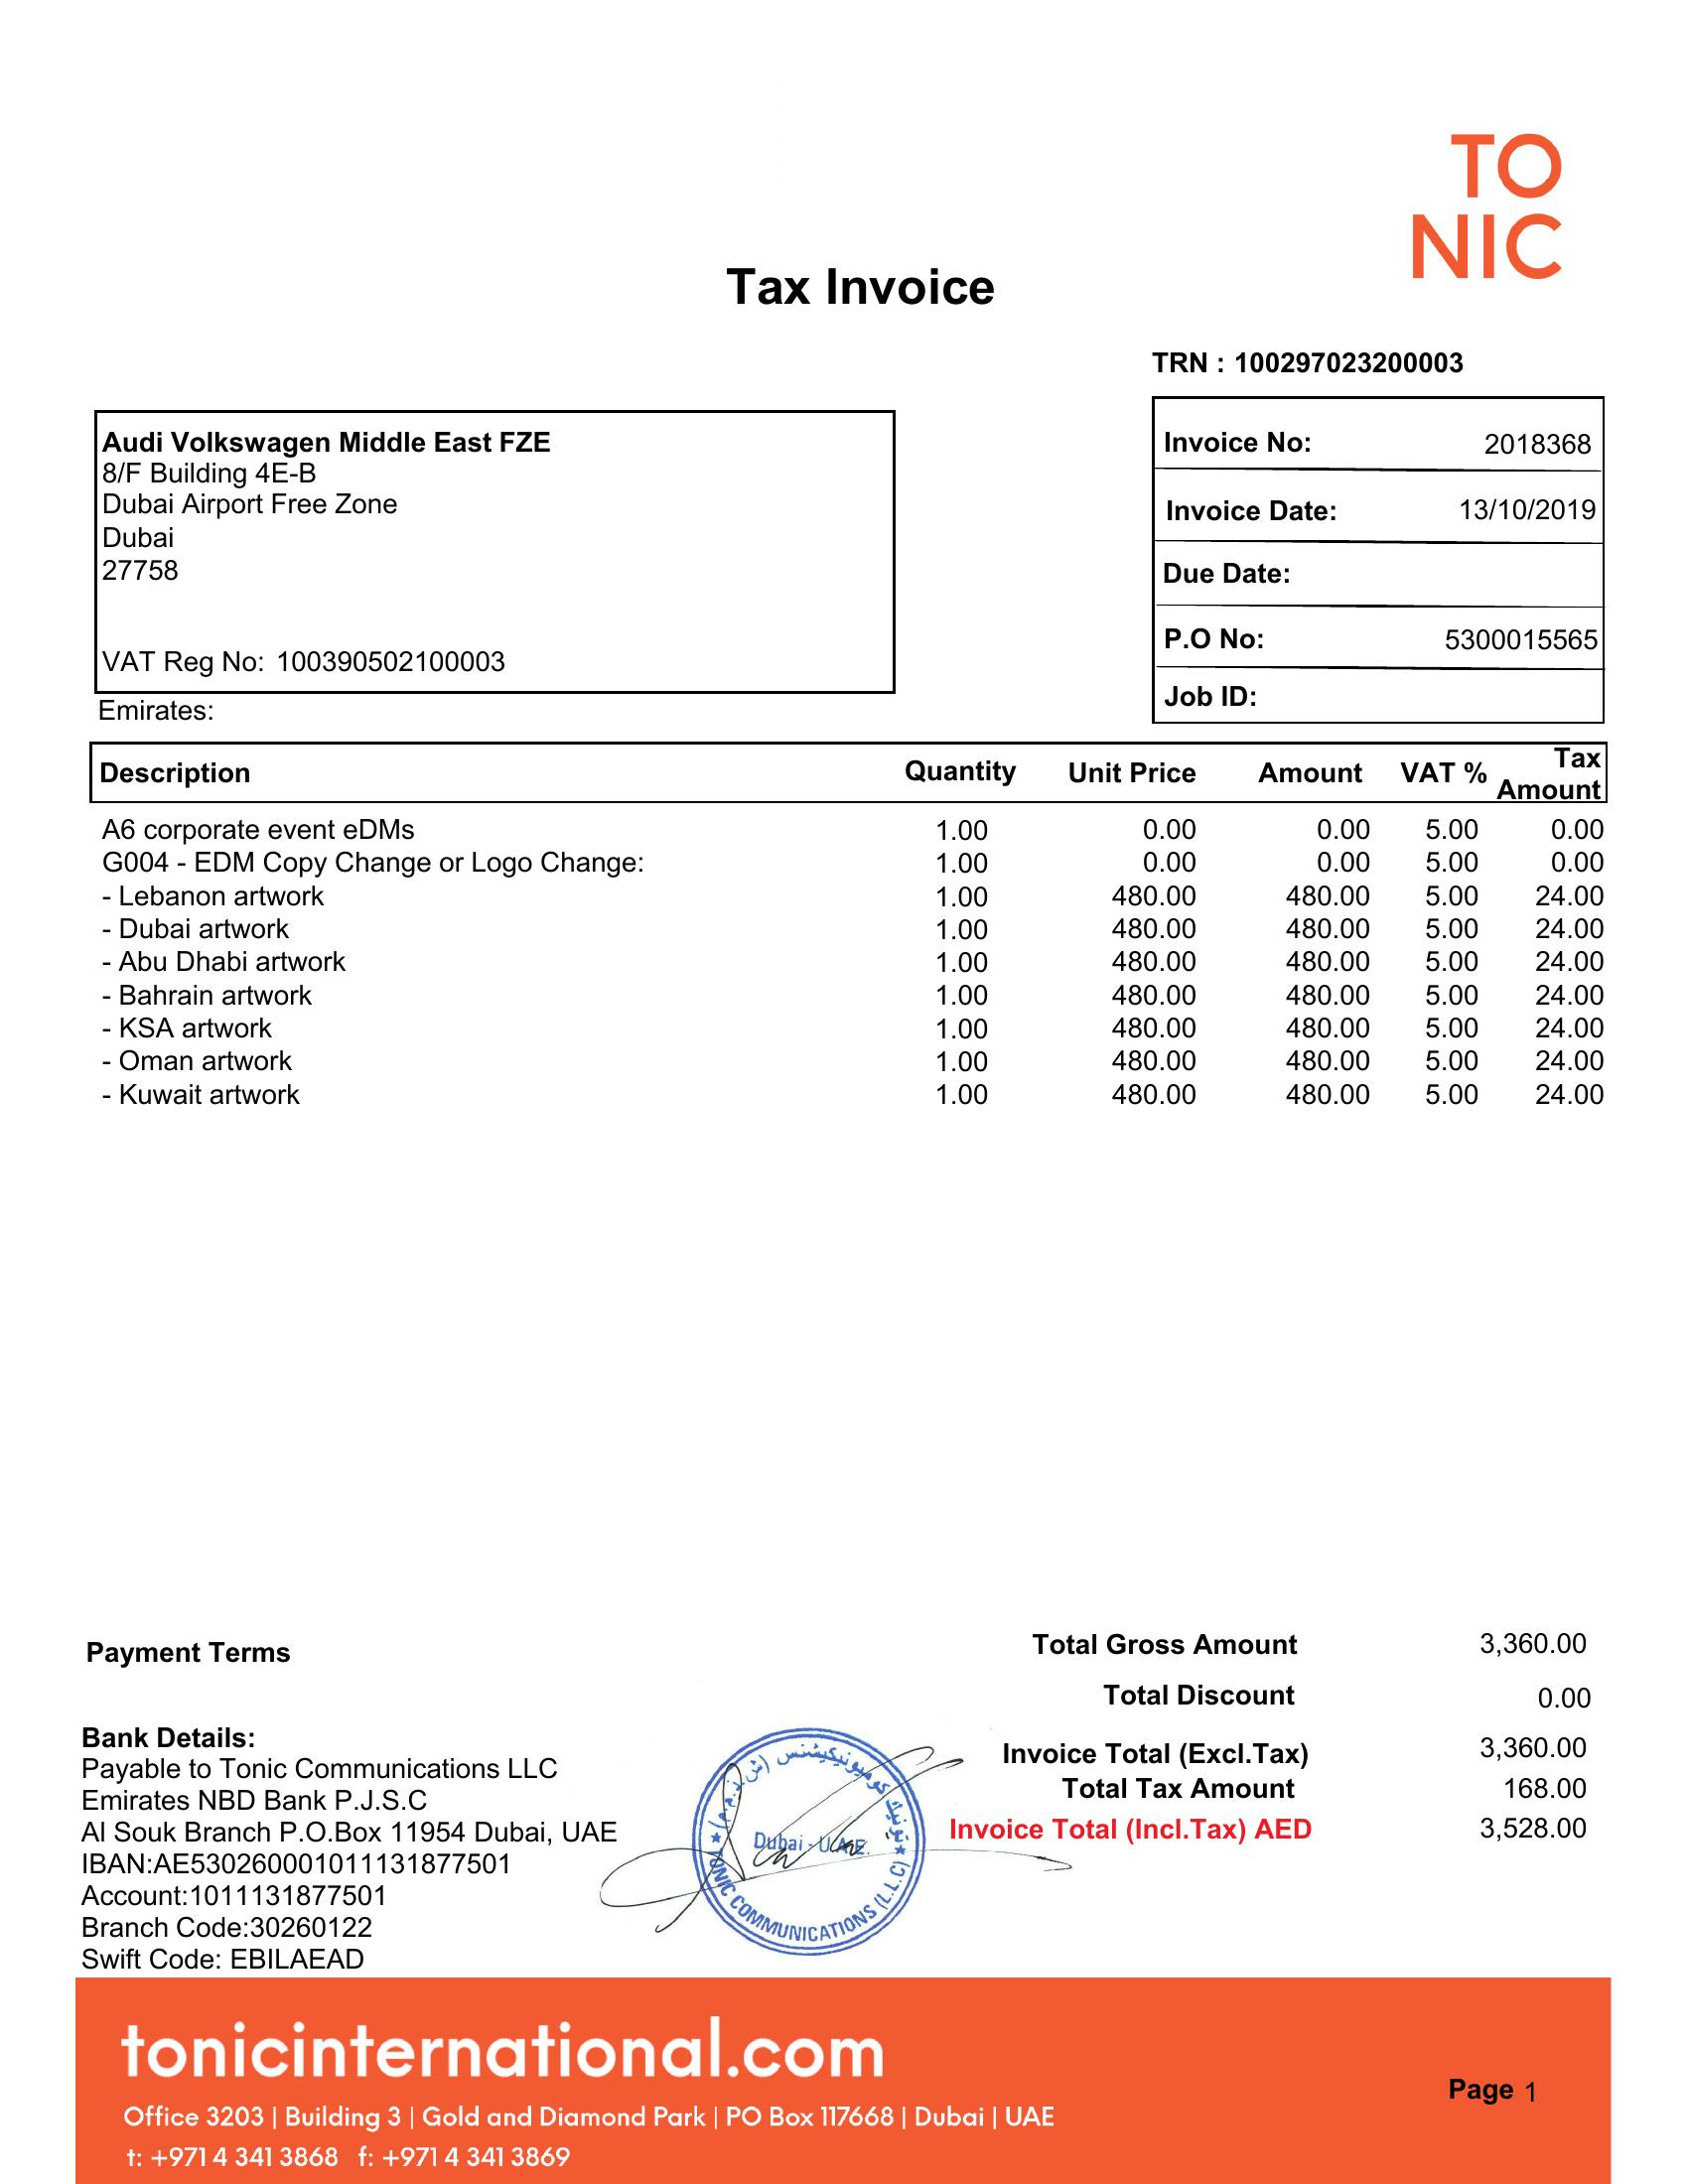 TO
NIC
Tax Invoice
TRN : 100297023200003
Audi Volkswagen Middle East FZE
8/F Building 4E-B
Dubai Airport Free Zone
Dubai
27758
VAT Reg No: 100390502100003
Emirates:
Invoice No: 2018368
Invoice Date: 13/10/2019
Due Date:
P.O No: 5300015565
Job ID:
Description Quantity Unit Price Amount VAT % Tax Amount
A6 corporate event eDMs 1.00 0.00 0.00 5.00 0.00
G004 - EDM Copy Change or Logo Change: 1.00 0.00 0.00 5.00 0.00
- Lebanon artwork 1.00 480.00 480.00 5.00 24.00
- Dubai artwork 1.00 480.00 480.00 5.00 24.00
- Abu Dhabi artwork 1.00 480.00 480.00 5.00 24.00
- Bahrain artwork 1.00 480.00 480.00 5.00 24.00
- KSA artwork 1.00 480.00 480.00 5.00 24.00
- Oman artwork 1.00 480.00 480.00 5.00 24.00
- Kuwait artwork 1.00 480.00 480.00 5.00 24.00
Payment Terms
Total Gross Amount 3,360.00
Total Discount 0.00
Invoice Total (Excl.Tax) 3,360.00
Total Tax Amount 168.00
Invoice Total (Incl.Tax) AED 3,528.00
Bank Details:
Payable to Tonic Communications LLC
Emirates NBD Bank P.J.S.C
Al Souk Branch P.O.Box 11954 Dubai, UAE
IBAN:AE530260001011131877501
Account:1011131877501
Branch Code:30260122
Swift Code: EBILAEAD
تونيك كوميونيكيشنس (ش.ذ.م.م)
Dubai - U.A.E.
TONIC COMMUNICATIONS (L.L.C)
tonicinternational.com
Office 3203 | Building 3 | Gold and Diamond Park | PO Box 117668 | Dubai | UAE
t: +971 4 341 3868 f: +971 4 341 3869
Page 1